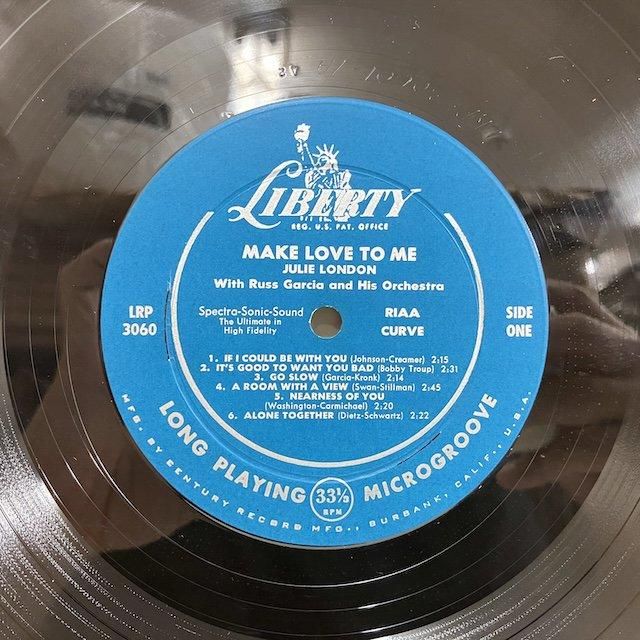 LIBERTY
REG. U.S. PAT. OFFICE
MAKE LOVE TO ME
JULIE LONDON
With Russ Garcia and His Orchestra
LRP
3060
Spectra-Sonic-Sound
The Ultimate in
High Fidelity
RIAA
CURVE
SIDE
ONE
1. IF I COULD BE WITH YOU (Johnson-Creamer) 2:15
2. IT'S GOOD TO WANT YOU BAD (Bobby Troup) 2:31
3. GO SLOW (Garcia-Kronk) 2:14
4. A ROOM WITH A VIEW (Swan-Stillman) 2:45
5. NEARNESS OF YOU
(Washington-Carmichael) 2:20
6. ALONE TOGETHER (Dietz-Schwartz) 2:22
LONG PLAYING 33⅓ RPM MICROGROOVE
MFG. BY CENTURY RECORD MFG., BURBANK, CALIF., U.S.A.